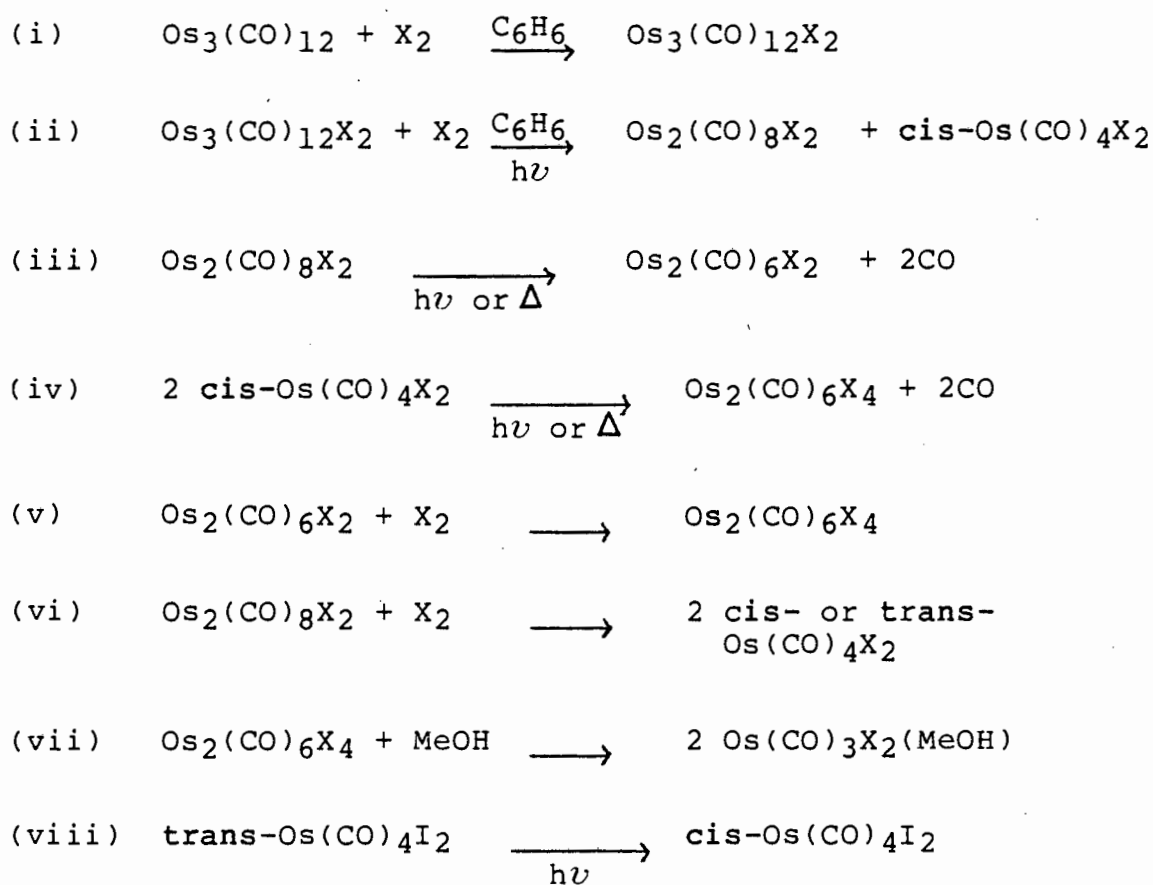 (i) Os₃(CO)₁₂ + X₂ C₆H₆⟶ Os₃(CO)₁₂X₂
(ii) Os₃(CO)₁₂X₂ + X₂ C₆H₆⟶hν Os₂(CO)₈X₂ + cis-Os(CO)₄X₂
(iii) Os₂(CO)₈X₂ ⟶hν or Δ Os₂(CO)₆X₂ + 2CO
(iv) 2 cis-Os(CO)₄X₂ ⟶hν or Δ Os₂(CO)₆X₄ + 2CO
(v) Os₂(CO)₆X₂ + X₂ ⟶ Os₂(CO)₆X₄
(vi) Os₂(CO)₈X₂ + X₂ ⟶ 2 cis- or trans-
Os(CO)₄X₂
(vii) Os₂(CO)₆X₄ + MeOH ⟶ 2 Os(CO)₃X₂(MeOH)
(viii) trans-Os(CO)₄I₂ ⟶hν cis-Os(CO)₄I₂